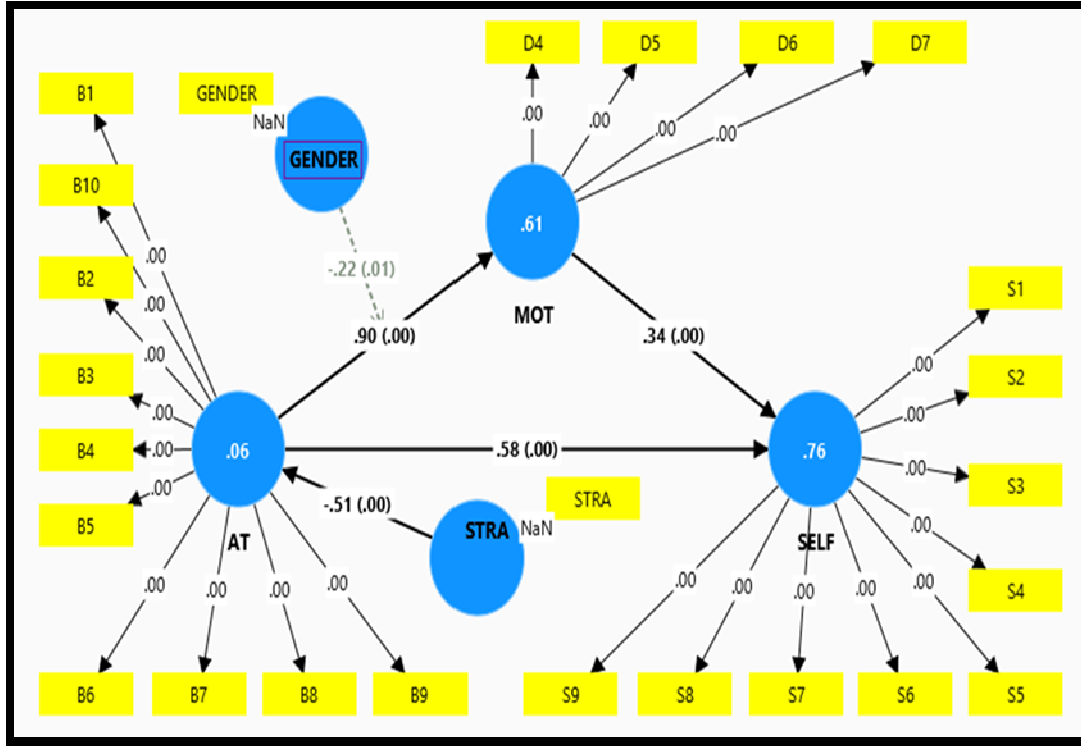 D4
D5
D6
D7
B1
GENDER
NaN
GENDER
.00
.00
.00
.00
B10
.61
MOT
-.22 (.01)
.00
B2
.00
S1
.90 (.00)
.34 (.00)
.00
B3
.00
.00
S2
.00
B4
.00
.06
.58 (.00)
.76
.00
S3
B5
.00
AT
-.51 (.00)
STRA
NaN
STRA
SELF
.00
S4
.00
.00
.00
.00
.00
.00
.00
.00
.00
B6
B7
B8
B9
S9
S8
S7
S6
S5